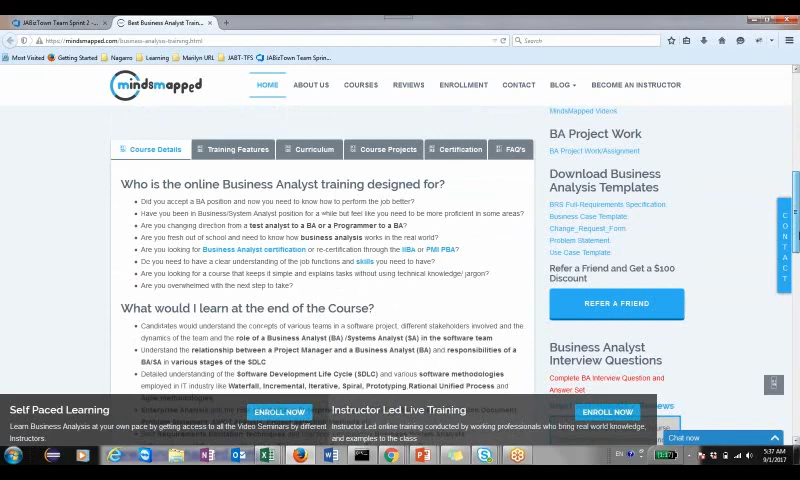 JABizTown Team Sprint 2 - ...
Best Business Analyst Train...
https://mindsmapped.com/business-analysis-training.html
Search
Most Visited
Getting Started
Nagarro
Learning
Marilyn URL
JABT-TFS
JABizTown Team Sprin...
mindsmapped
HOME
ABOUT US
COURSES
REVIEWS
ENROLLMENT
CONTACT
BLOG
BECOME AN INSTRUCTOR
Course Details
Training Features
Curriculum
Course Projects
Certification
FAQ's
Who is the online Business Analyst training designed for?
Did you accept a BA position and now you need to know how to perform the job better?
Have you been in Business/System Analyst position for a while but feel like you need to be more proficient in some areas?
Are you changing direction from a test analyst to a BA or a Programmer to a BA?
Are you fresh out of school and need to know how business analysis works in the real world?
Are you looking for Business Analyst certification or re-certification through the IIBA or PMI PBA?
Do you need to have a clear understanding of the job functions and skills you need to have?
Are you looking for a course that keeps it simple and explains tasks without using technical knowledge/ jargon?
Are you overwhelmed with the next step to take?
What would I learn at the end of the Course?
Candidates would understand the concepts of various teams in a software project, different stakeholders involved and the
dynamics of the team and the role of a Business Analyst (BA) /Systems Analyst (SA) in the software team
Understand the relationship between a Project Manager and a Business Analyst (BA) and responsibilities of a
BA/SA in various stages of the SDLC
Detailed understanding of the Software Development Life Cycle (SDLC) and various software methodologies
employed in IT industry like Waterfall, Incremental, Iterative, Spiral, Prototyping,Rational Unified Process and
Agile methodologies
MindsMapped Videos
BA Project Work
BA Project Work/Assignment
Download Business
Analysis Templates
BRS Full-Requirements Specification,
Business Case Template,
Change_Request_Form,
Problem Statement,
Use Case Template,
Refer a Friend and Get a $100
Discount
REFER A FRIEND
Business Analyst
Interview Questions
Complete BA Interview Question and
Answer Set
CONTACT
Self Paced Learning
ENROLL NOW
Learn Business Analysis at your own pace by getting access to all the Video Seminars by different
Instructors.
Instructor Led Live Training
ENROLL NOW
Instructor Led online training conducted by working professionals who bring real world knowledge,
and examples to the class
Chat now
EN
(1:17)
5:37 AM
9/1/2017